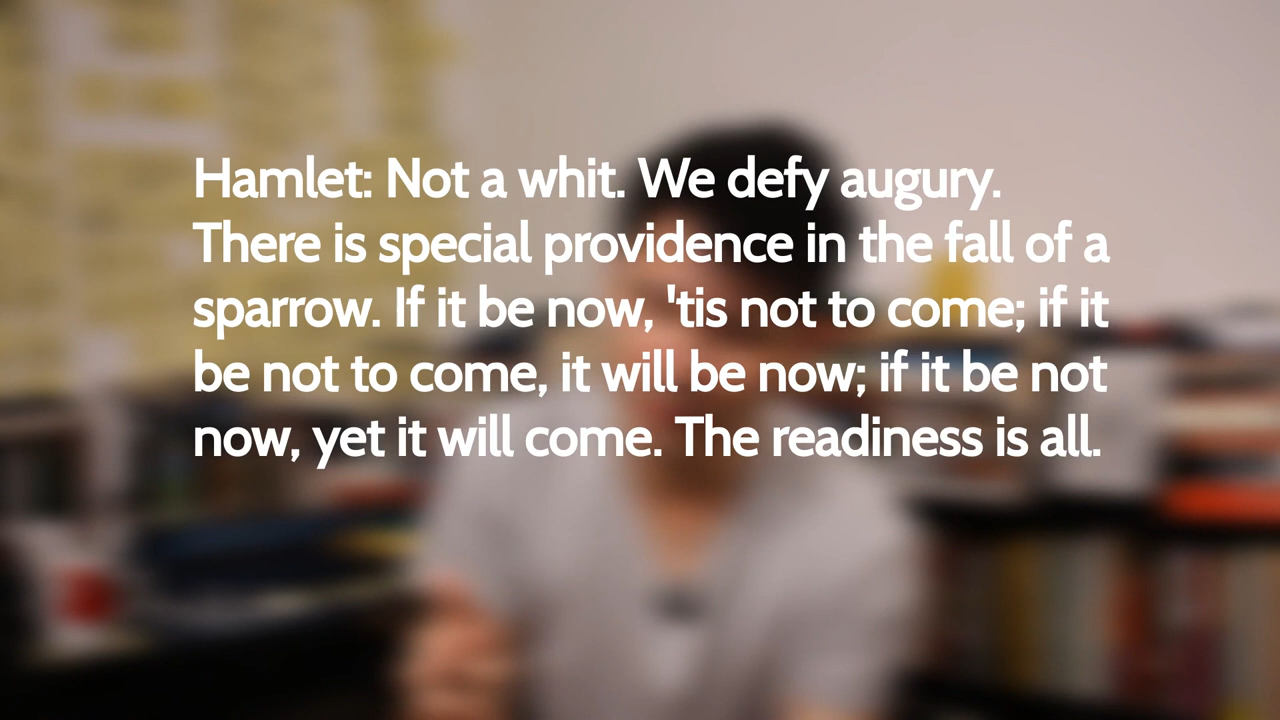 Hamlet: Not a whit. We defy augury.
There is special providence in the fall of a
sparrow. If it be now, 'tis not to come; if it
be not to come, it will be now; if it be not
now, yet it will come. The readiness is all.